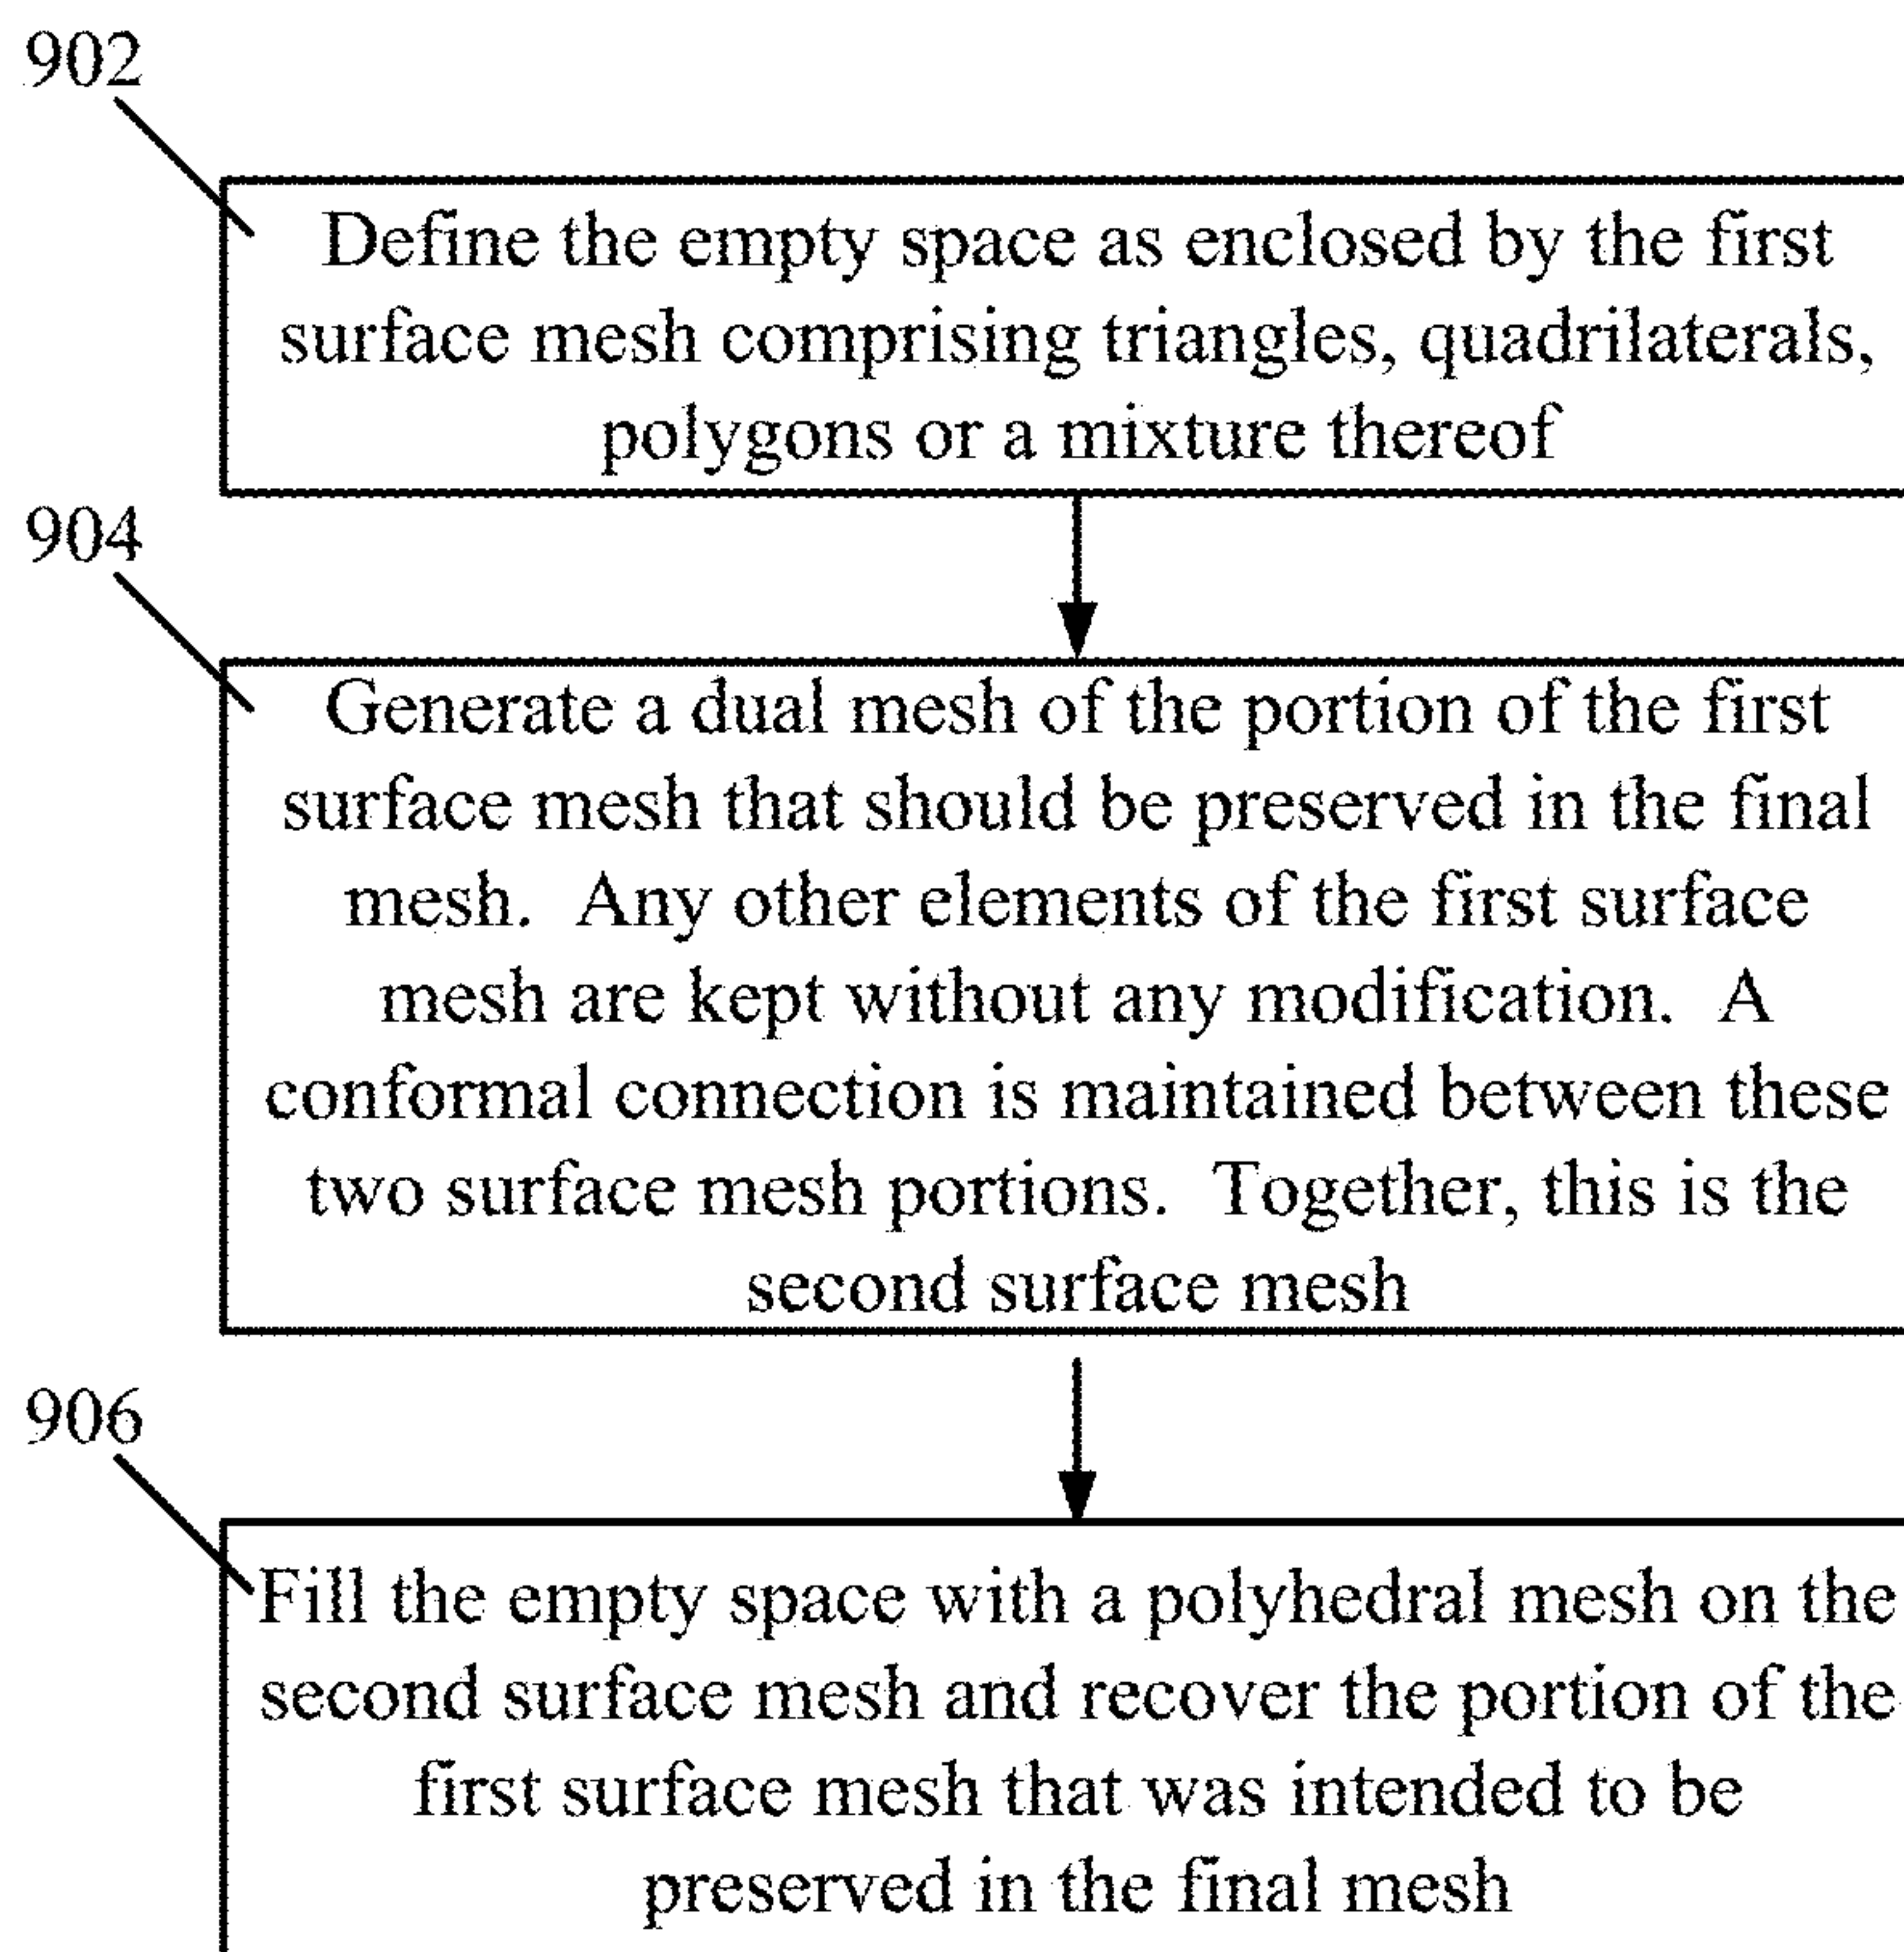 902
Define the empty space as enclosed by the first
surface mesh comprising triangles, quadrilaterals,
polygons or a mixture thereof
904
Generate a dual mesh of the portion of the first
surface mesh that should be preserved in the final
mesh.  Any other elements of the first surface
mesh are kept without any modification.  A
conformal connection is maintained between these
two surface mesh portions.  Together, this is the
second surface mesh
906
Fill the empty space with a polyhedral mesh on the
second surface mesh and recover the portion of the
first surface mesh that was intended to be
preserved in the final mesh